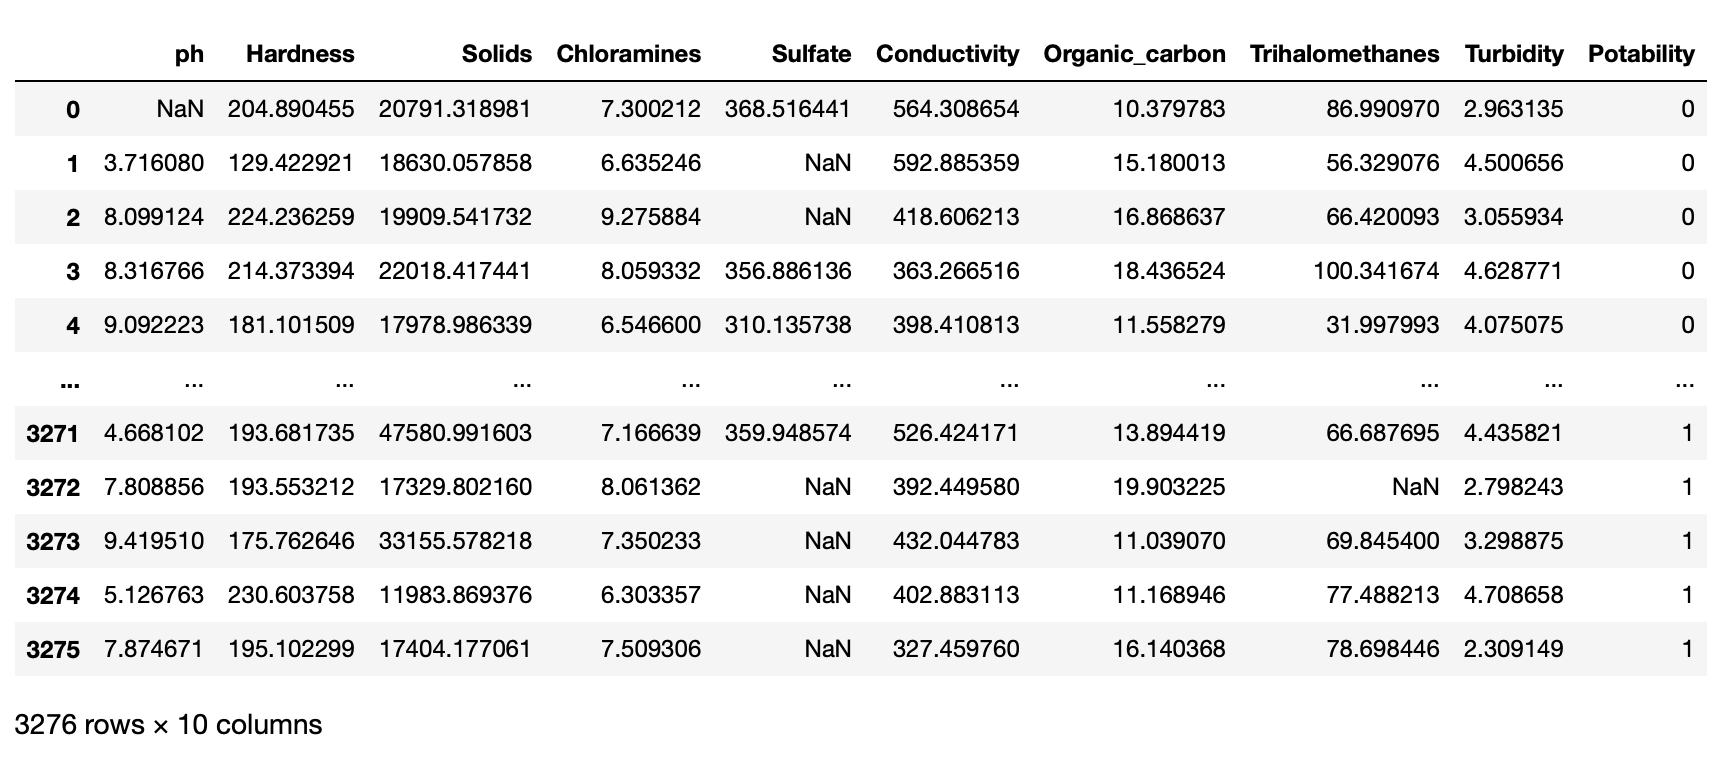 ph Hardness Solids Chloramines Sulfate Conductivity Organic_carbon Trihalomethanes Turbidity Potability
0 NaN 204.890455 20791.318981 7.300212 368.516441 564.308654 10.379783 86.990970 2.963135 0
1 3.716080 129.422921 18630.057858 6.635246 NaN 592.885359 15.180013 56.329076 4.500656 0
2 8.099124 224.236259 19909.541732 9.275884 NaN 418.606213 16.868637 66.420093 3.055934 0
3 8.316766 214.373394 22018.417441 8.059332 356.886136 363.266516 18.436524 100.341674 4.628771 0
4 9.092223 181.101509 17978.986339 6.546600 310.135738 398.410813 11.558279 31.997993 4.075075 0
... ... ... ... ... ... ... ... ... ... ...
3271 4.668102 193.681735 47580.991603 7.166639 359.948574 526.424171 13.894419 66.687695 4.435821 1
3272 7.808856 193.553212 17329.802160 8.061362 NaN 392.449580 19.903225 NaN 2.798243 1
3273 9.419510 175.762646 33155.578218 7.350233 NaN 432.044783 11.039070 69.845400 3.298875 1
3274 5.126763 230.603758 11983.869376 6.303357 NaN 402.883113 11.168946 77.488213 4.708658 1
3275 7.874671 195.102299 17404.177061 7.509306 NaN 327.459760 16.140368 78.698446 2.309149 1
3276 rows × 10 columns